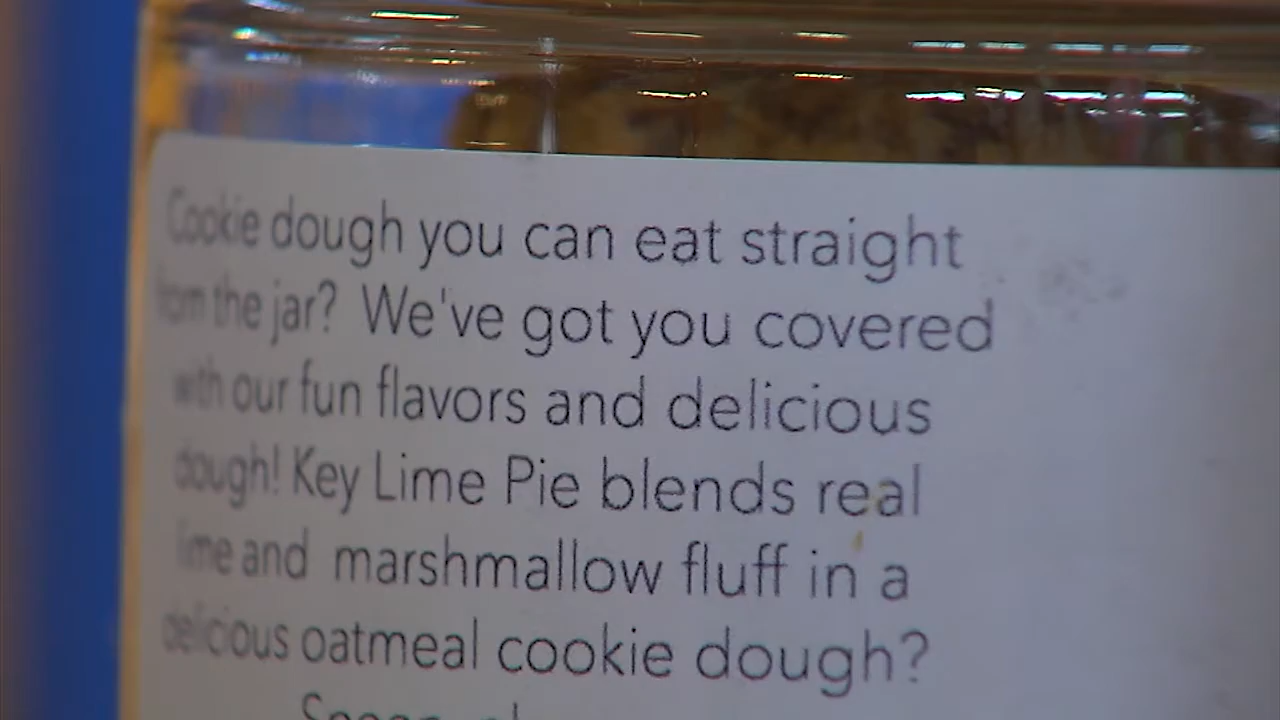 Cookie dough you can eat straight
from the jar? We've got you covered
with our fun flavors and delicious
dough! Key Lime Pie blends real
lime and marshmallow fluff in a
delicious oatmeal cookie dough?